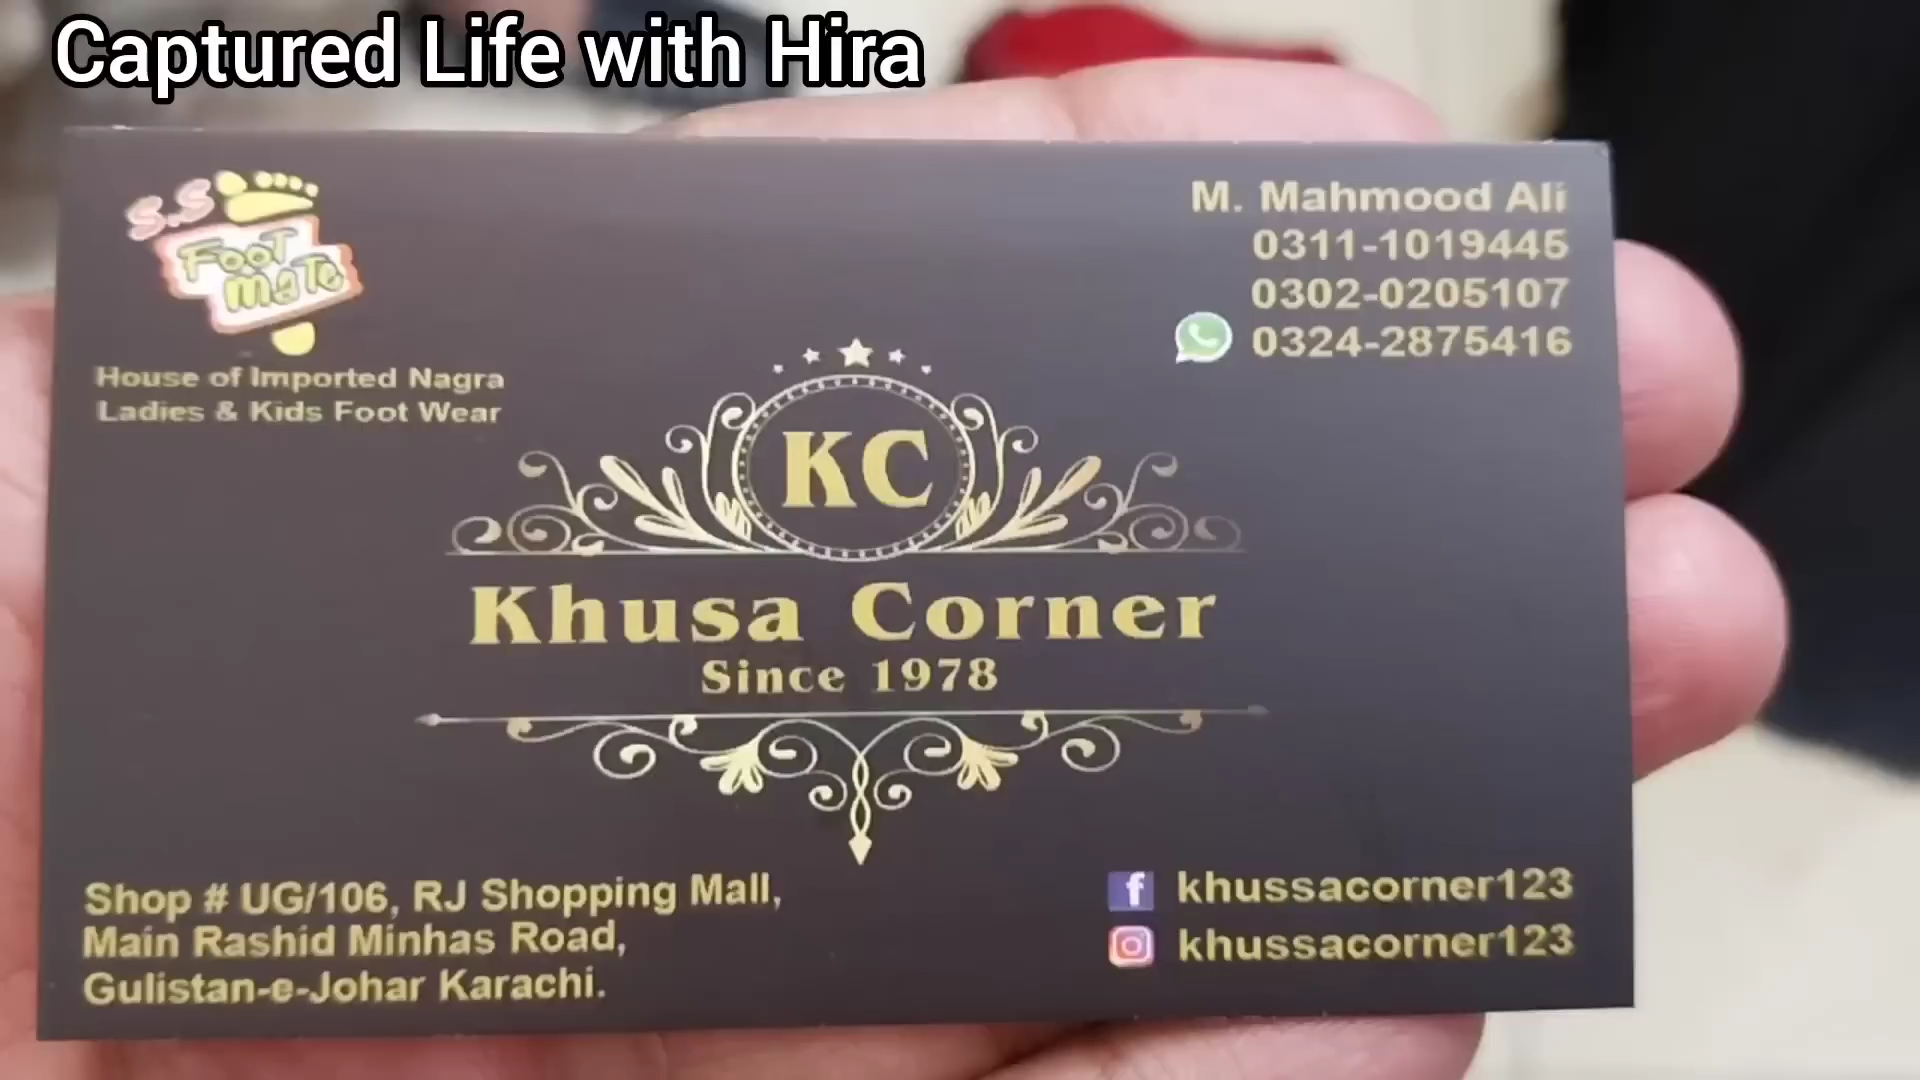 Captured Life with Hira
S.S
Foot
Mate
House of Imported Nagra
Ladies & Kids Foot Wear
M. Mahmood Ali
0311-1019445
0302-0205107
0324-2875416
KC
Khusa Corner
Since 1978
Shop # UG/106, RJ Shopping Mall,
Main Rashid Minhas Road,
Gulistan-e-Johar Karachi.
khussacorner123
khussacorner123